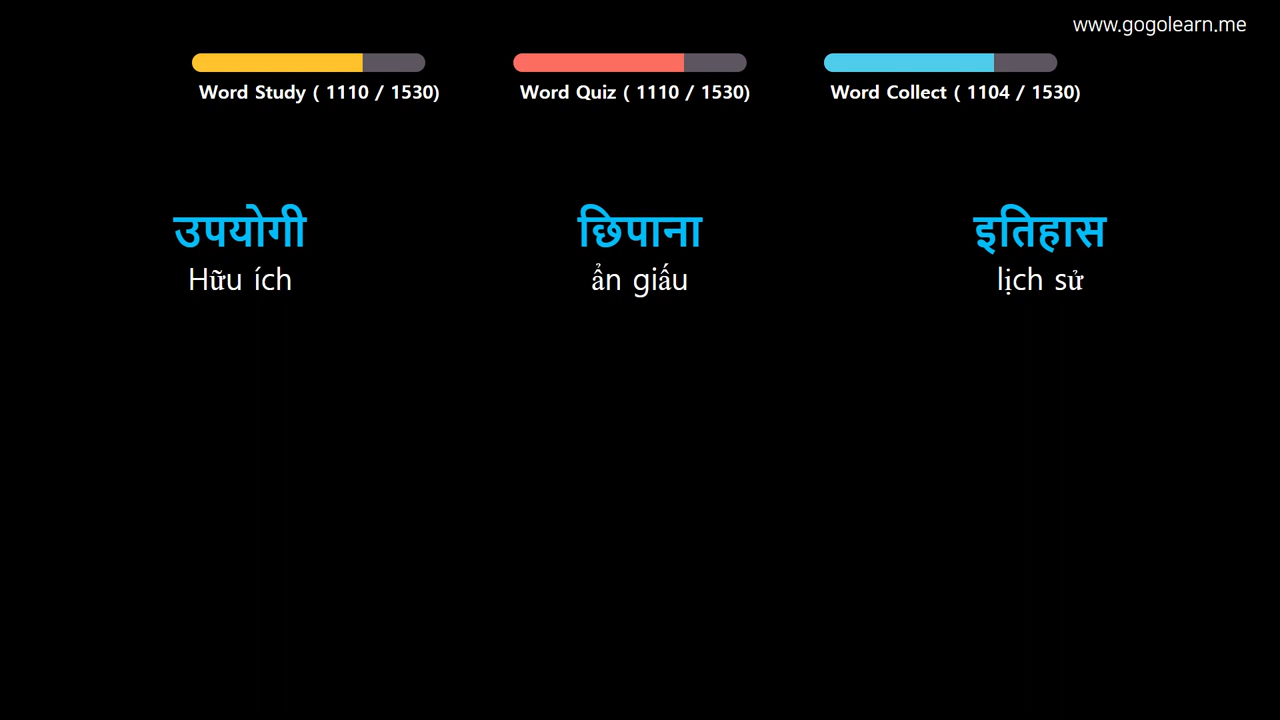 www.gogolearn.me
Word Study ( 1110 / 1530)
Word Quiz ( 1110 / 1530)
Word Collect ( 1104 / 1530)
उपयोगी
छिपाना
इतिहास
Hữu ích
ẩn giấu
lịch sử